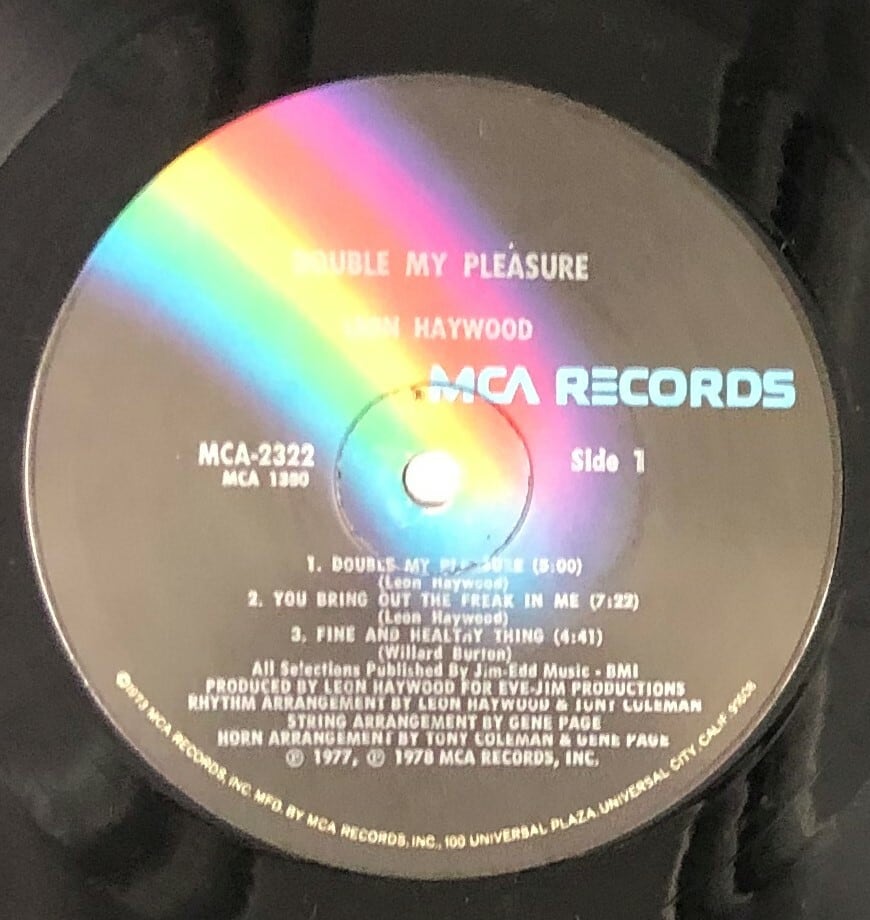 DOUBLE MY PLEASURE
LEON HAYWOOD
MCA RECORDS
MCA-2322
MCA 1380
Side 1
1. DOUBLE MY PLEASURE (5:00)
(Leon Haywood)
2. YOU BRING OUT THE FREAK IN ME (7:22)
(Leon Haywood)
3. FINE AND HEALTHY THING (4:41)
(Willard Burton)
All Selections Published By Jim-Edd Music - BMI
PRODUCED BY LEON HAYWOOD FOR EVE-JIM PRODUCTIONS
RHYTHM ARRANGEMENT BY LEON HAYWOOD & TONY COLEMAN
STRING ARRANGEMENT BY GENE PAGE
HORN ARRANGEMENT BY TONY COLEMAN & GENE PAGE
℗ 1977, ℗ 1978 MCA RECORDS, INC.
©1973 MCA RECORDS, INC. MFD. BY MCA RECORDS, INC., 100 UNIVERSAL PLAZA, UNIVERSAL CITY, CALIF. 91608